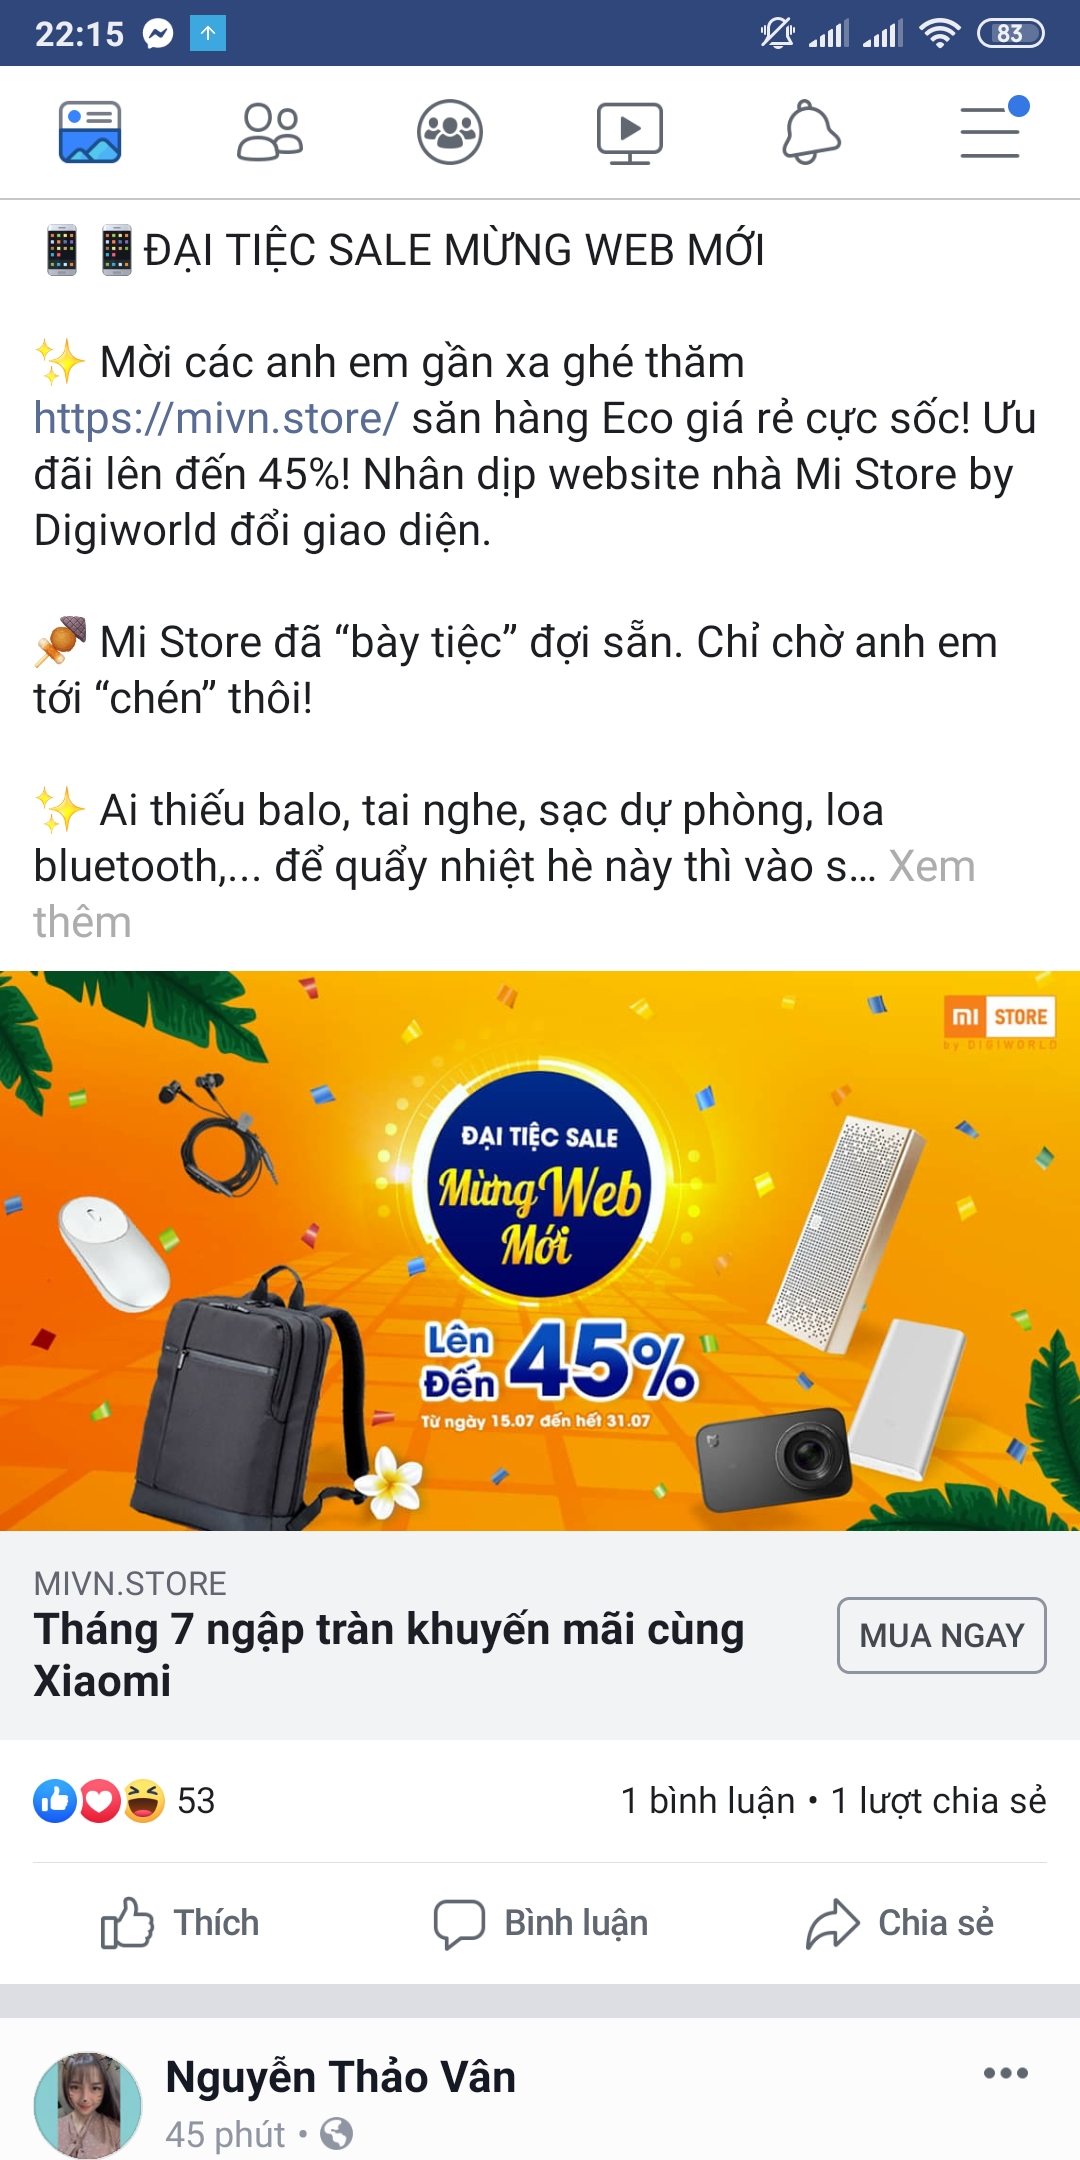 22:15
83
ĐẠI TIỆC SALE MỪNG WEB MỚI
Mời các anh em gần xa ghé thăm
https://mivn.store/ săn hàng Eco giá rẻ cực sốc! Ưu
đãi lên đến 45%! Nhân dịp website nhà Mi Store by
Digiworld đổi giao diện.
Mi Store đã “bày tiệc” đợi sẵn. Chỉ chờ anh em
tới “chén” thôi!
Ai thiếu balo, tai nghe, sạc dự phòng, loa
bluetooth,... để quẩy nhiệt hè này thì vào s... Xem
thêm
mi STORE
by DIGIWORLD
ĐẠI TIỆC SALE
Mừng Web
Mới
Lên
Đến 45%
Từ ngày 15.07 đến hết 31.07
MIVN.STORE
Tháng 7 ngập tràn khuyến mãi cùng
Xiaomi
MUA NGAY
53
1 bình luận • 1 lượt chia sẻ
Thích
Bình luận
Chia sẻ
Nguyễn Thảo Vân
45 phút •